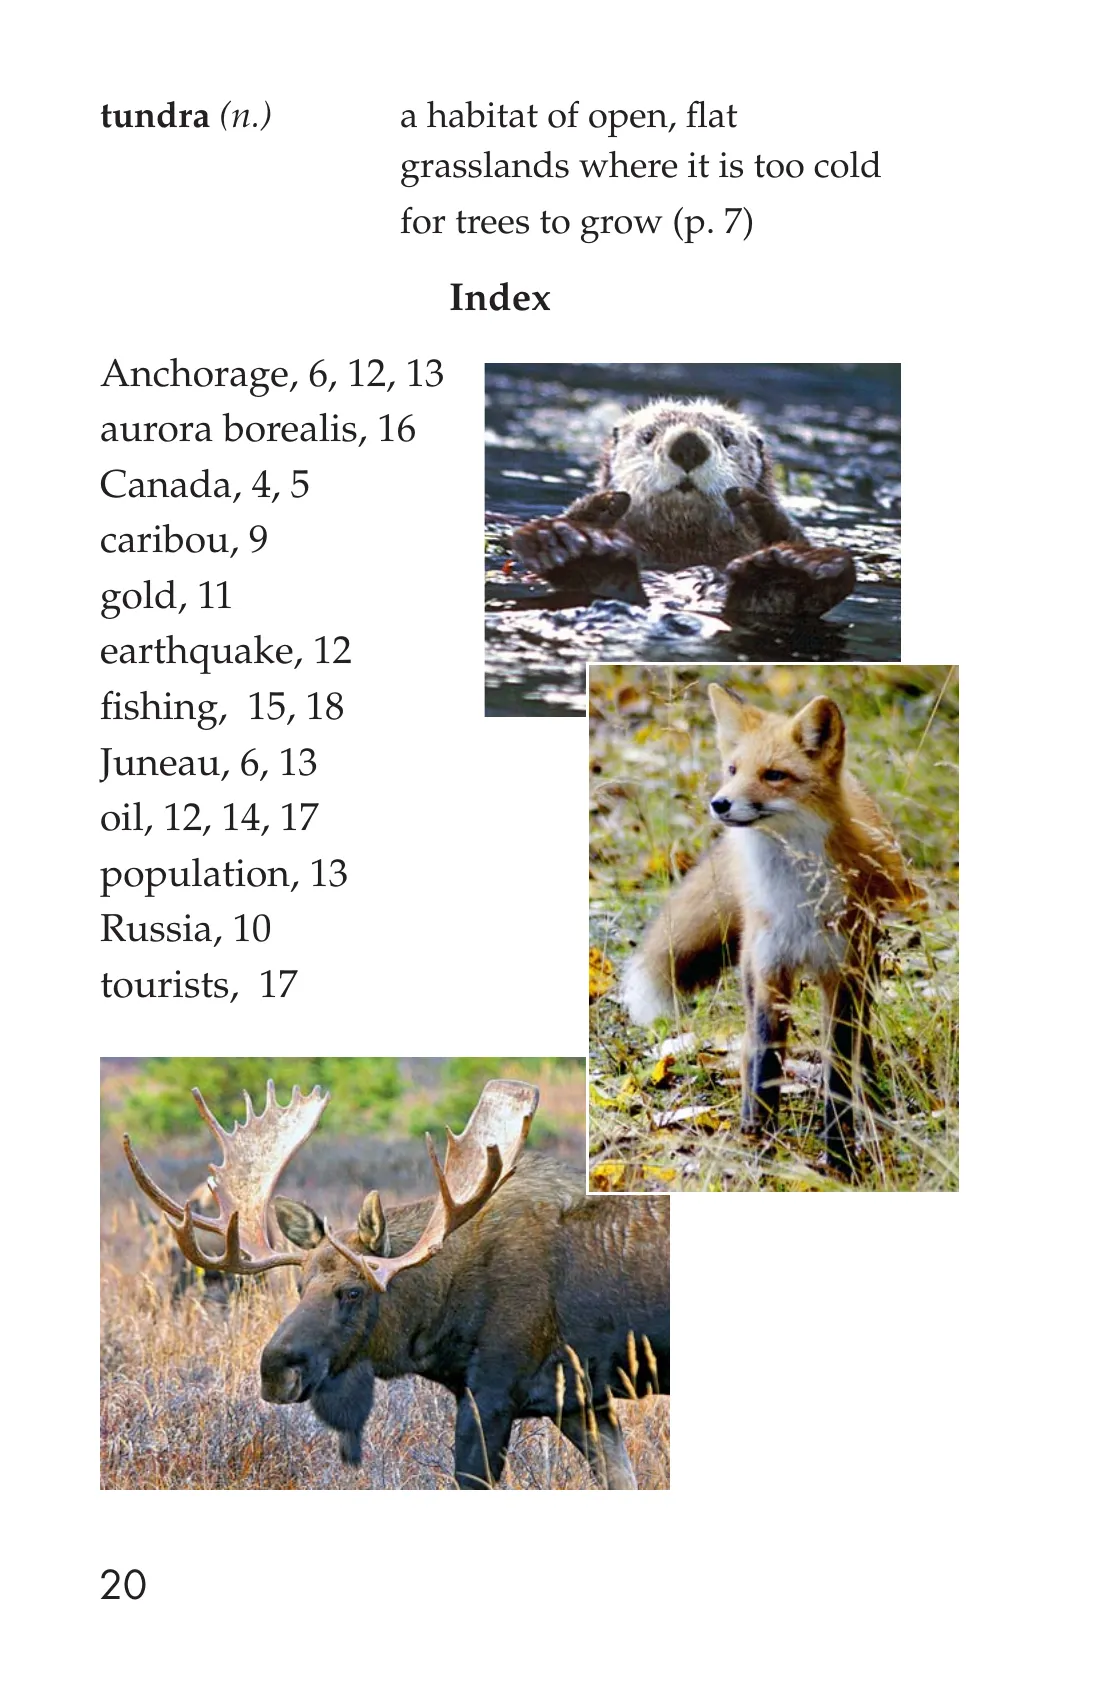 tundra (n.) a habitat of open, flat
grasslands where it is too cold
for trees to grow (p. 7)
Index
Anchorage, 6, 12, 13
aurora borealis, 16
Canada, 4, 5
caribou, 9
gold, 11
earthquake, 12
fishing, 15, 18
Juneau, 6, 13
oil, 12, 14, 17
population, 13
Russia, 10
tourists, 17
20